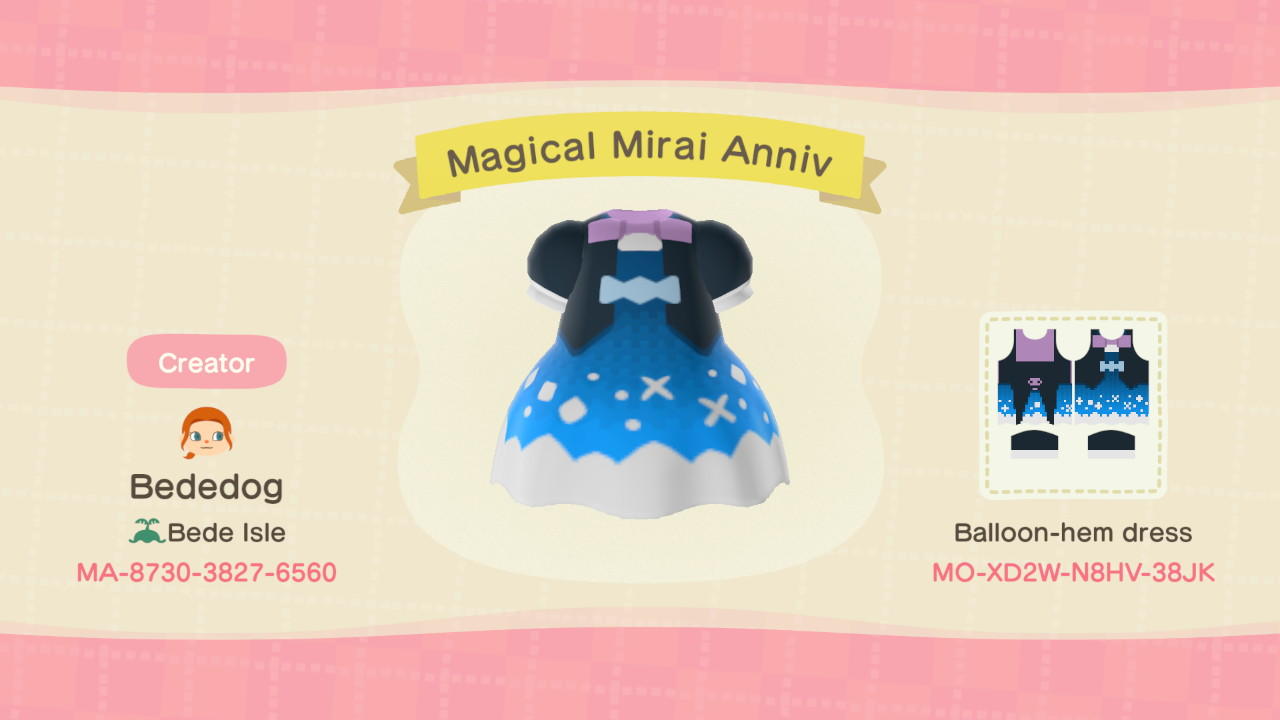 Magical Mirai Anniv
Creator
Bededog
Bede Isle
MA-8730-3827-6560
Balloon-hem dress
MO-XD2W-N8HV-38JK